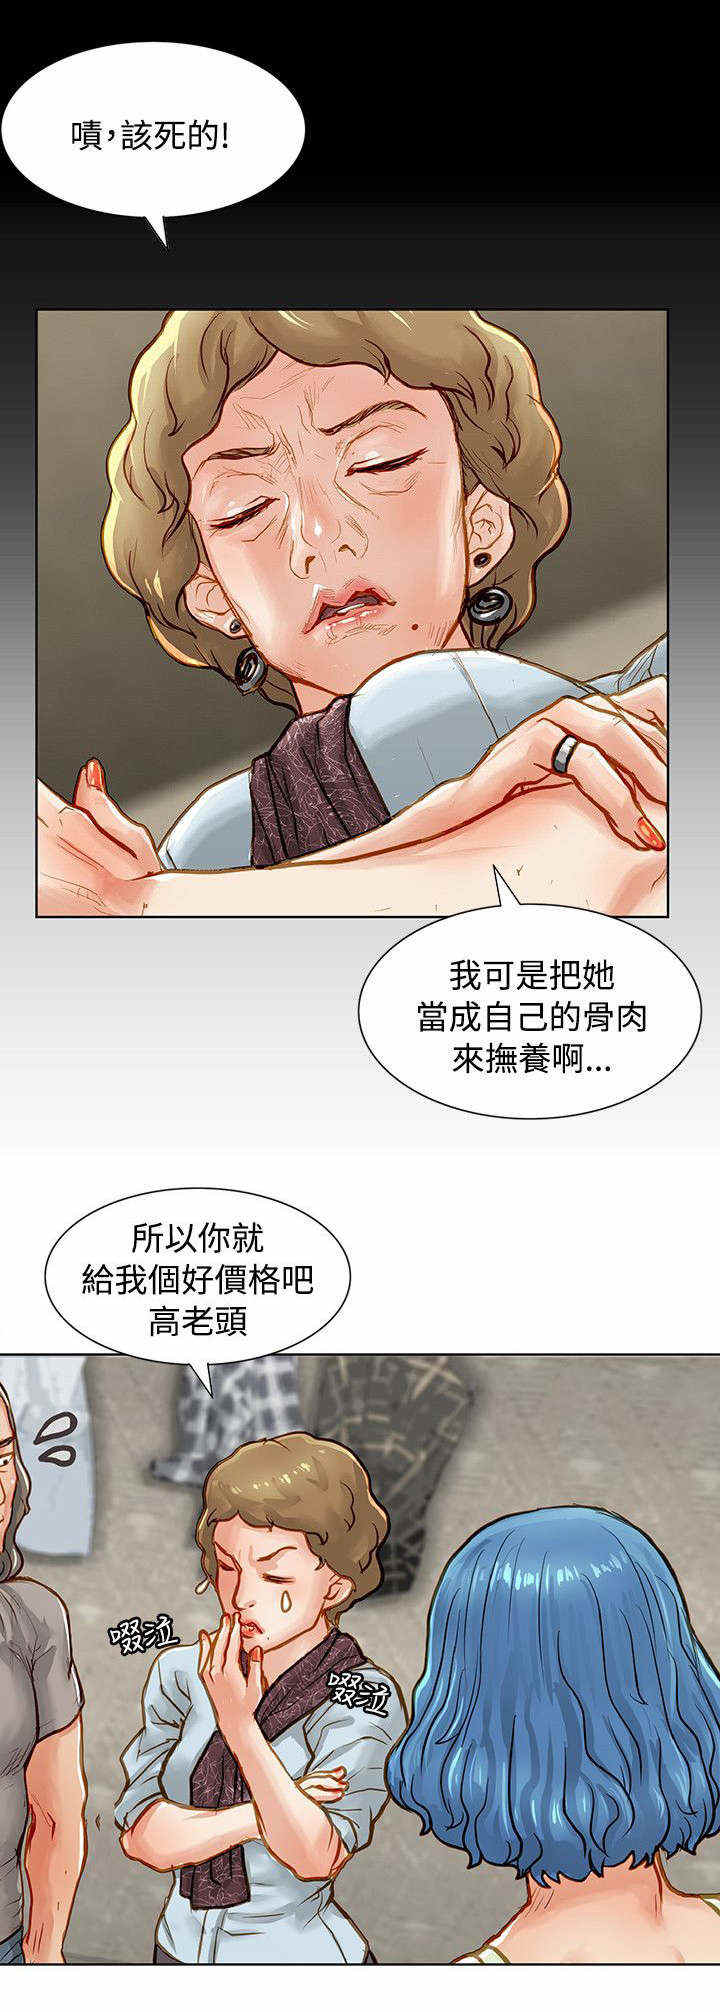 嘖，該死的!
我可是把她
當成自己的骨肉
來撫養啊...
所以你就
給我個好價格吧
高老頭
啜泣
啜泣